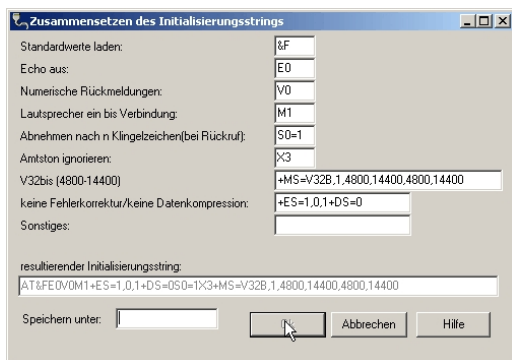 Zusammensetzen des Initialisierungsstrings
Standardwerte laden: &F
Echo aus: E0
Numerische Rückmeldungen: V0
Lautsprecher ein bis Verbindung: M1
Abnehmen nach n Klingelzeichen(bei Rückruf): S0=1
Amtston ignorieren: X3
V32bis (4800-14400) +MS=V32B,1,4800,14400,4800,14400
keine Fehlerkorrektur/keine Datenkompression: +ES=1,0,1+DS=0
Sonstiges:
resultierender Initialisierungsstring:
AT&FE0V0M1+ES=1,0,1+DS=0S0=1X3+MS=V32B,1,4800,14400,4800,14400
Speichern unter:
Abbrechen
Hilfe